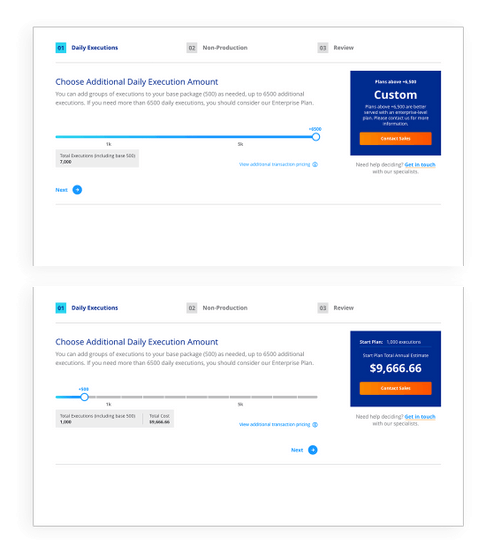 01 Daily Executions 02 Non-Production 03 Review
Choose Additional Daily Execution Amount
You can add groups of executions to your base package (500) as needed, up to 6500 additional
executions. If you need more than 6500 daily executions, you should consider our Enterprise Plan.
+6500
1k 5k
Total Executions (including base 500)
7,000
View additional transaction pricing
Next
Plans above +6,500
Custom
Plans above +6,500 are better
served with an enterprise-level
plan. Please contact us for more
information.
Contact Sales
Need help deciding? Get in touch
with our specialists.
01 Daily Executions 02 Non-Production 03 Review
Choose Additional Daily Execution Amount
You can add groups of executions to your base package (500) as needed, up to 6500 additional
executions. If you need more than 6500 daily executions, you should consider our Enterprise Plan.
+500
1k 5k
Total Executions (including base 500) Total Cost
1,000 $9,666.66
View additional transaction pricing
Next
Start Plan: 1,000 executions
Start Plan Total Annual Estimate
$9,666.66
Contact Sales
Need help deciding? Get in touch
with our specialists.